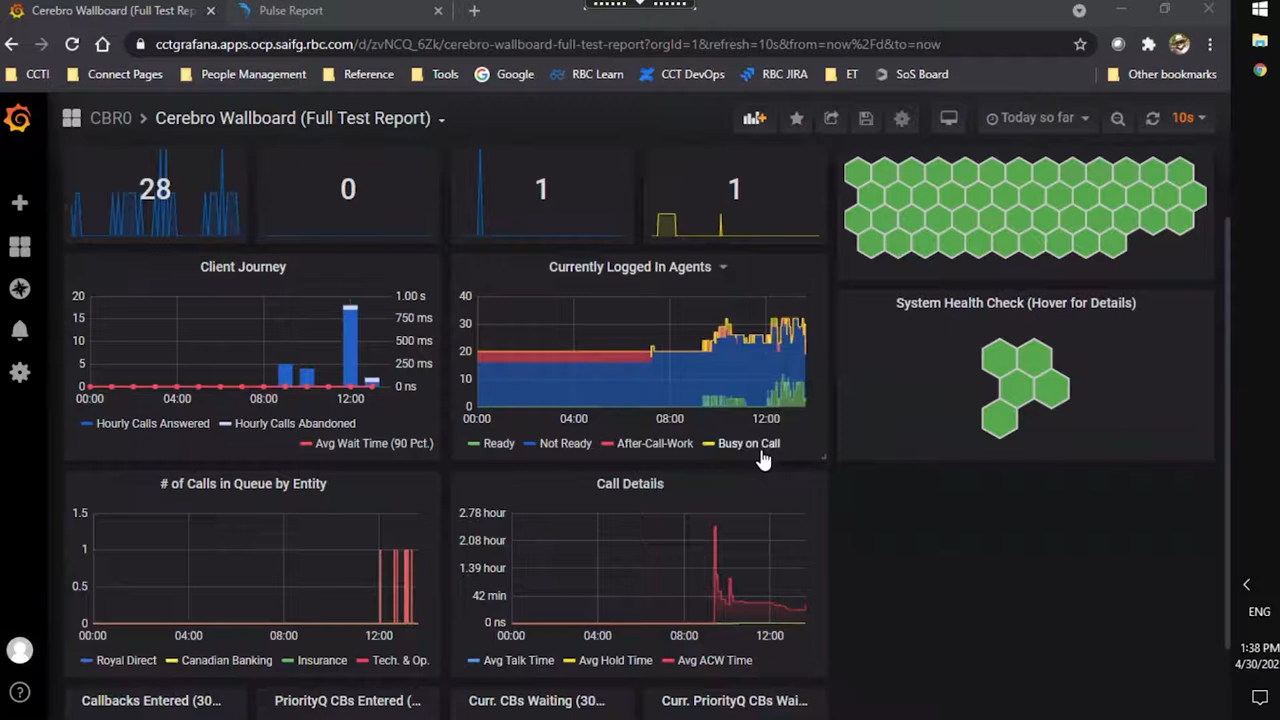 Cerebro Wallboard (Full Test Rep
Pulse Report
cctgrafana.apps.ocp.saifg.rbc.com/d/zvNCQ_6Zk/cerebro-wallboard-full-test-report?orgId=1&refresh=10s&from=now%2Fd&to=now
CCTI Connect Pages People Management Reference Tools Google RBC Learn CCT DevOps RBC JIRA ET SoS Board Other bookmarks
CBR0 > Cerebro Wallboard (Full Test Report)
Today so far
10s
28
0
1
1
Client Journey
20
15
10
5
0
1.00 s
750 ms
500 ms
250 ms
0 ns
00:00 04:00 08:00 12:00
Hourly Calls Answered Hourly Calls Abandoned
Avg Wait Time (90 Pct.)
Currently Logged In Agents
40
30
20
10
0
00:00 04:00 08:00 12:00
Ready Not Ready After-Call-Work Busy on Call
System Health Check (Hover for Details)
# of Calls in Queue by Entity
1.5
1
0.5
0
00:00 04:00 08:00 12:00
Royal Direct Canadian Banking Insurance Tech. & Op.
Call Details
2.78 hour
2.08 hour
1.39 hour
42 min
0 ns
00:00 04:00 08:00 12:00
Avg Talk Time Avg Hold Time Avg ACW Time
Callbacks Entered (30...
PriorityQ CBs Entered (...
Curr. CBs Waiting (30...
Curr. PriorityQ CBs Wai...
ENG
1:38 PM
4/30/202